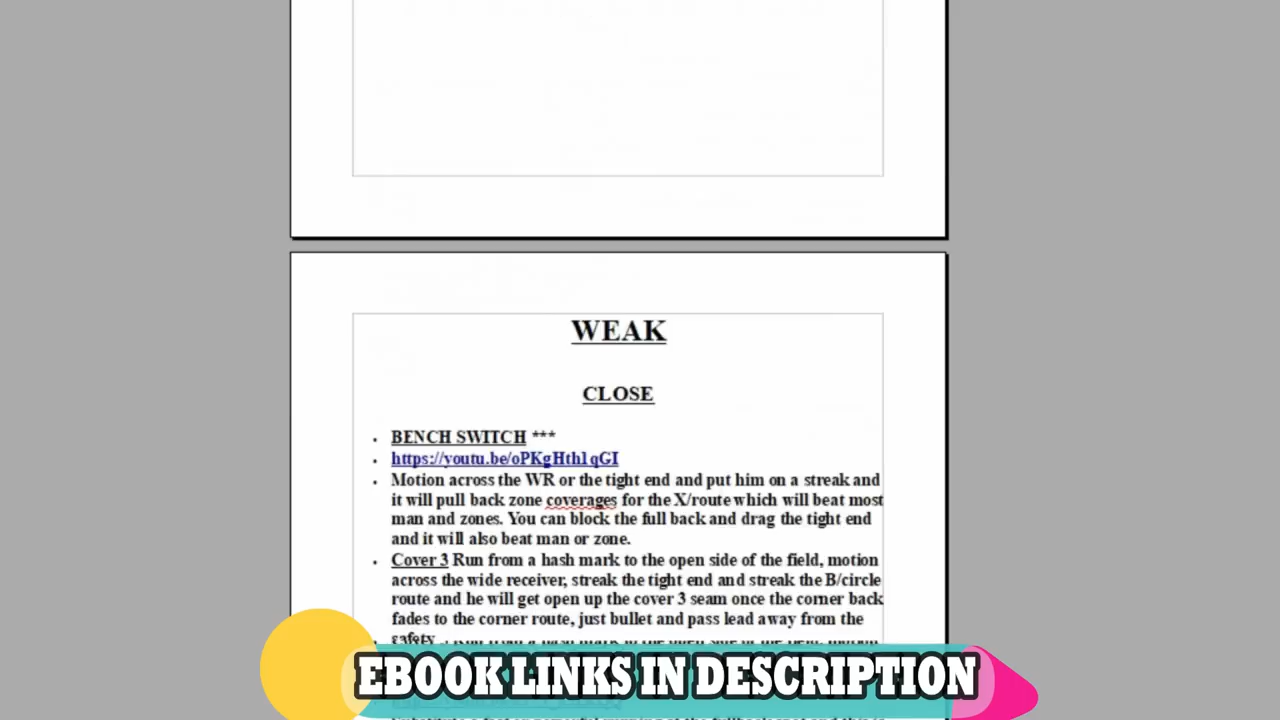 WEAK
CLOSE
BENCH SWITCH ***
https://youtu.be/oPKgHth1qGI
Motion across the WR or the tight end and put him on a streak and
it will pull back zone coverages for the X/route which will beat most
man and zones. You can block the full back and drag the tight end
and it will also beat man or zone.
Cover 3 Run from a hash mark to the open side of the field, motion
across the wide receiver, streak the tight end and streak the B/circle
route and he will get open up the cover 3 seam once the corner back
fades to the corner route, just bullet and pass lead away from the
safety
EBOOK LINKS IN DESCRIPTION